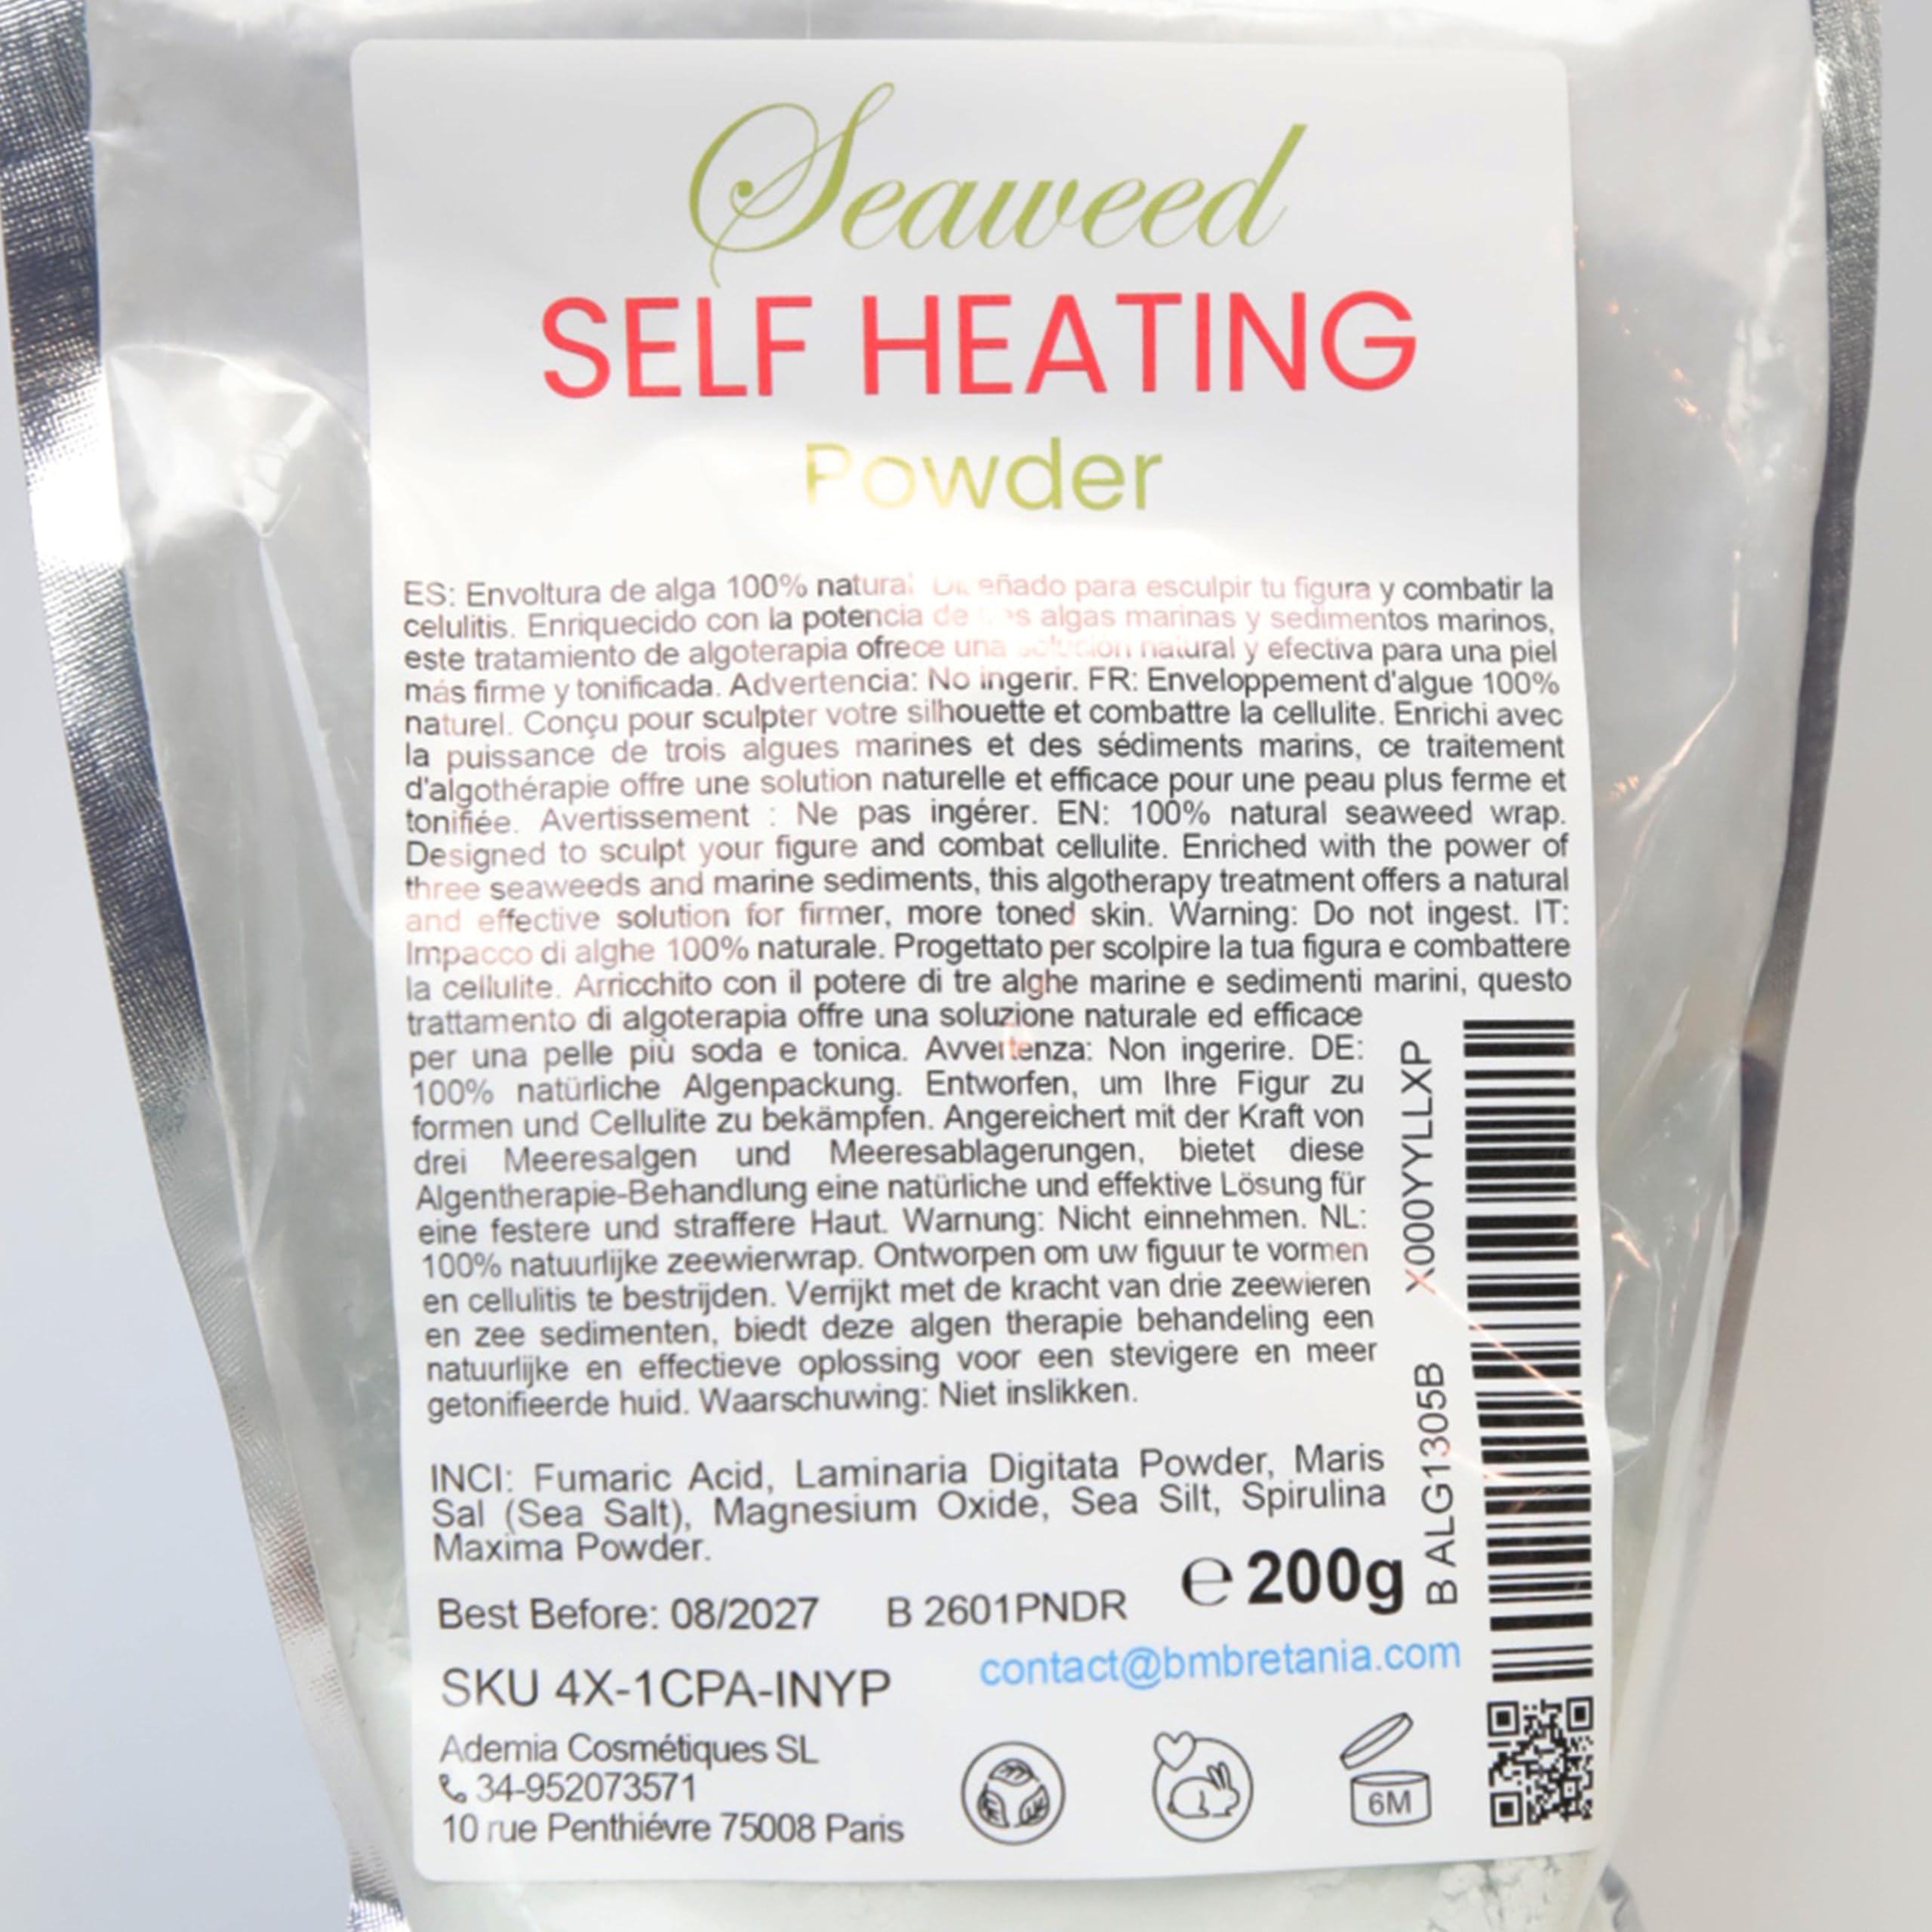 Seaweed
SELF HEATING
Powder
ES: Envoltura de alga 100% natural para esculpir tu figura y combatir la
celulitis. Enriquecido con la potencia de algas marinas y sedimentos marinos,
este tratamiento de algoterapia ofrece una solución natural y efectiva para una piel
más firme y tonificada. Advertencia: No ingerir. FR: Enveloppement d'algue 100%
naturel. Conçu pour sculpter votre silhouette et combattre la cellulite. Enrichi avec
la puissance de trois algues marines et des sédiments marins, ce traitement
d'algothérapie offre une solution naturelle et efficace pour une peau plus ferme et
tonifiée. Avertissement : Ne pas ingérer. EN: 100% natural seaweed wrap.
Designed to sculpt your figure and combat cellulite. Enriched with the power of
three seaweeds and marine sediments, this algotherapy treatment offers a natural
and effective solution for firmer, more toned skin. Warning: Do not ingest. IT:
Impacco di alghe 100% naturale. Progettato per scolpire la tua figura e combattere
la cellulite. Arricchito con il potere di tre alghe marine e sedimenti marini, questo
trattamento di algoterapia offre una soluzione naturale ed efficace
per una pelle più soda e tonica. Avvertenza: Non ingerire. DE:
100% natürliche Algenpackung. Entworfen, um Ihre Figur zu
formen und Cellulite zu bekämpfen. Angereichert mit der Kraft von
drei Meeresalgen und Meeresablagerungen, bietet diese
Algentherapie-Behandlung eine natürliche und effektive Lösung für
eine festere und straffere Haut. Warnung: Nicht einnehmen. NL:
100% natuurlijke zeewierwrap. Ontworpen om uw figuur te vormen
en cellulitis te bestrijden. Verrijkt met de kracht van drie zeewieren
en zee sedimenten, biedt deze algen therapie behandeling een
natuurlijke en effectieve oplossing voor een stevigere en meer
getonifieerde huid. Waarschuwing: Niet inslikken.
INCI: Fumaric Acid, Laminaria Digitata Powder, Maris
Sal (Sea Salt), Magnesium Oxide, Sea Silt, Spirulina
Maxima Powder.
Best Before: 08/2027 B 2601PNDR ℮ 200g
SKU 4X-1CPA-INYP contact@bmbretania.com
Ademia Cosmétiques SL
34-952073571
10 rue Penthiévre 75008 Paris
6M
B ALG1305B X000YYLLXP